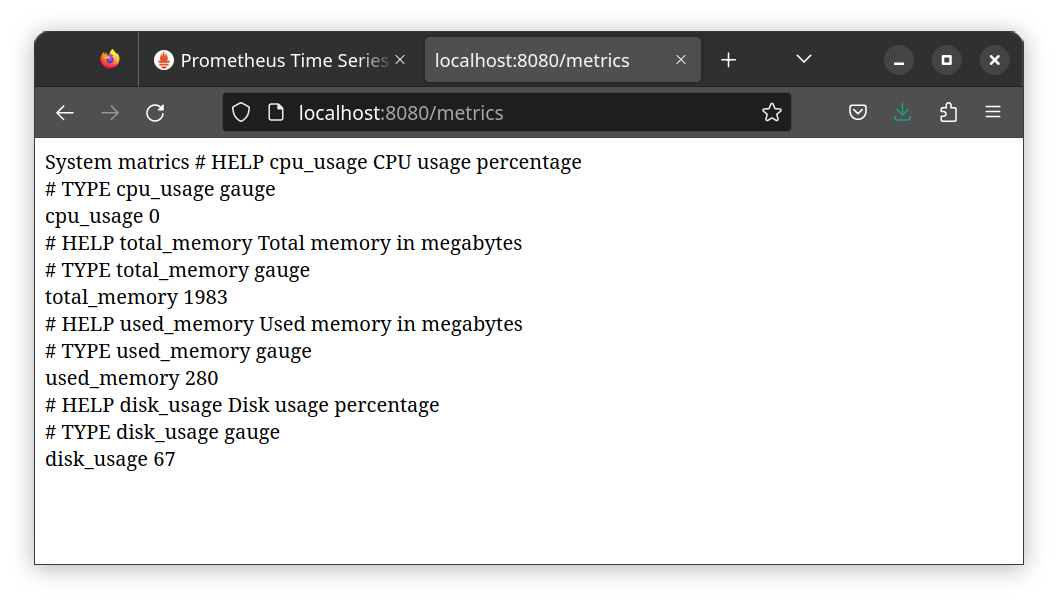 Prometheus Time Series
localhost:8080/metrics
localhost:8080/metrics
System matrics # HELP cpu_usage CPU usage percentage
# TYPE cpu_usage gauge
cpu_usage 0
# HELP total_memory Total memory in megabytes
# TYPE total_memory gauge
total_memory 1983
# HELP used_memory Used memory in megabytes
# TYPE used_memory gauge
used_memory 280
# HELP disk_usage Disk usage percentage
# TYPE disk_usage gauge
disk_usage 67